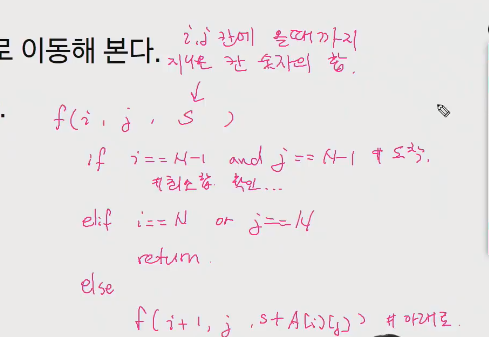 로 이동해 본다.
i,j 칸에 올때까지
지나온 칸 숫자의 합.
↓
f(i, j, s )
if i==N-1 and j==N-1 #도착.
#최소합 확인...
elif i==N or j==N
return.
else
f(i+1, j, s+A[i][j]) #아래로.